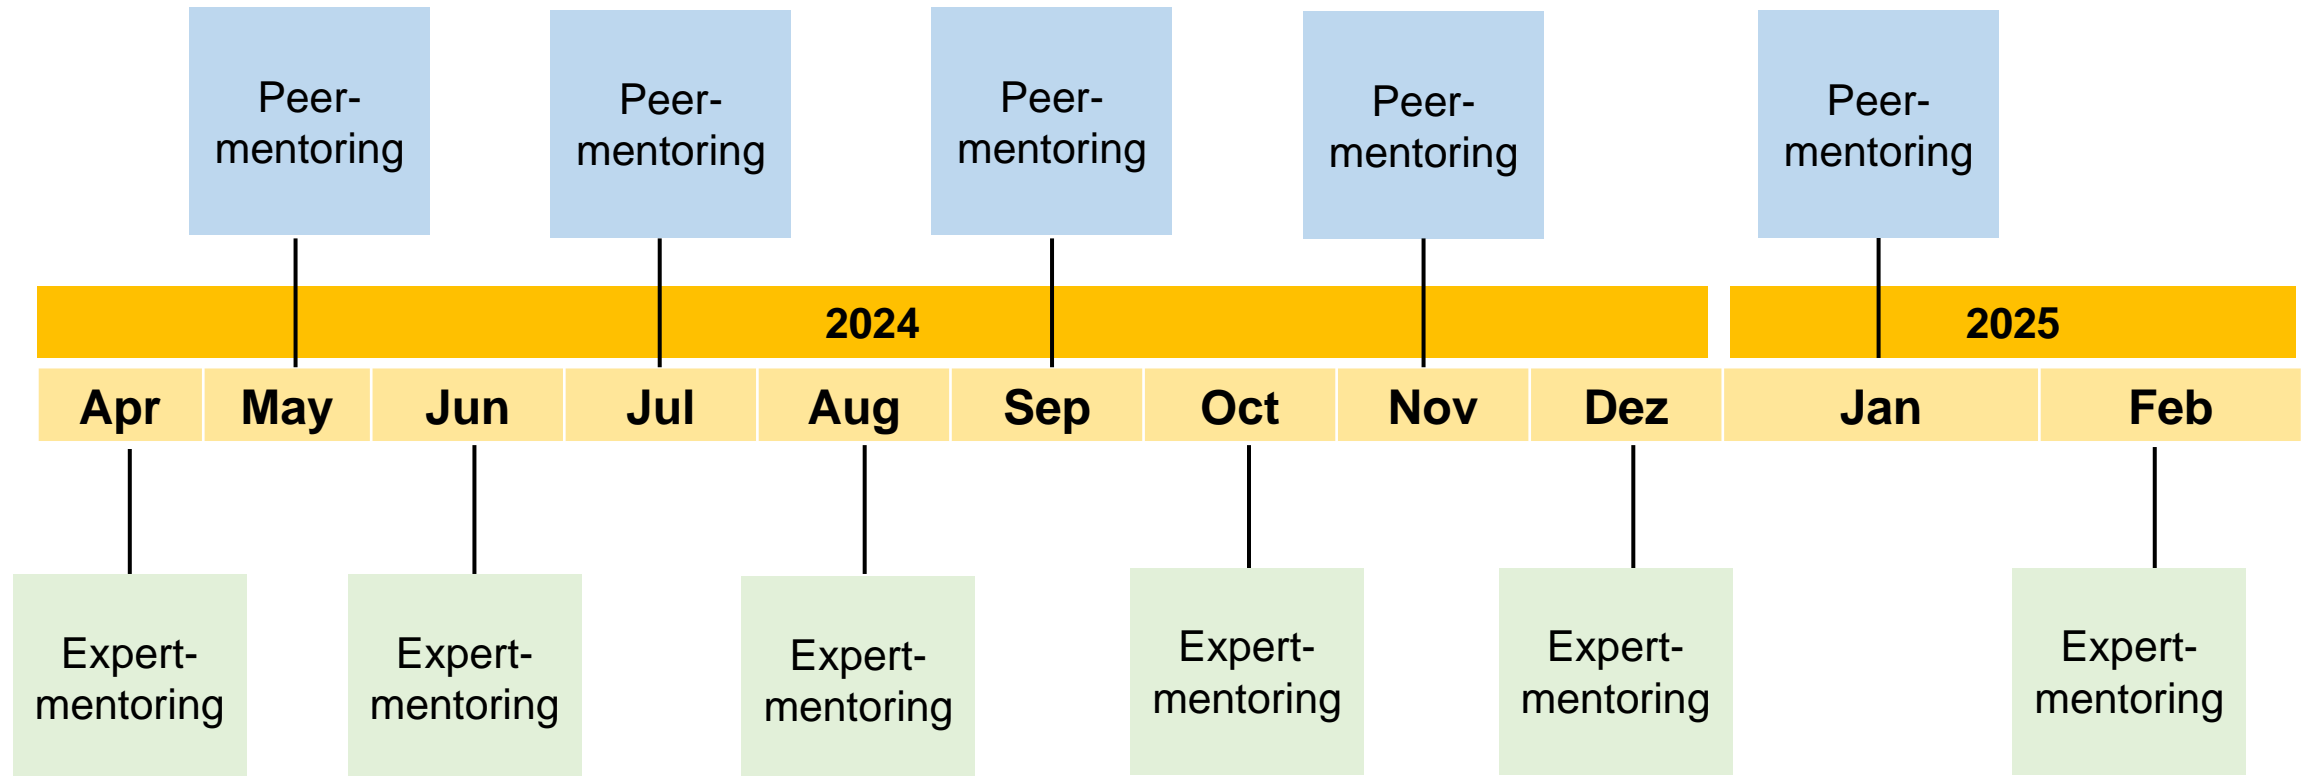 Peer-
mentoring
Peer-
mentoring
Peer-
mentoring
Peer-
mentoring
Peer-
mentoring
2024
2025
Apr
May
Jun
Jul
Aug
Sep
Oct
Nov
Dez
Jan
Feb
Expert-
mentoring
Expert-
mentoring
Expert-
mentoring
Expert-
mentoring
Expert-
mentoring
Expert-
mentoring